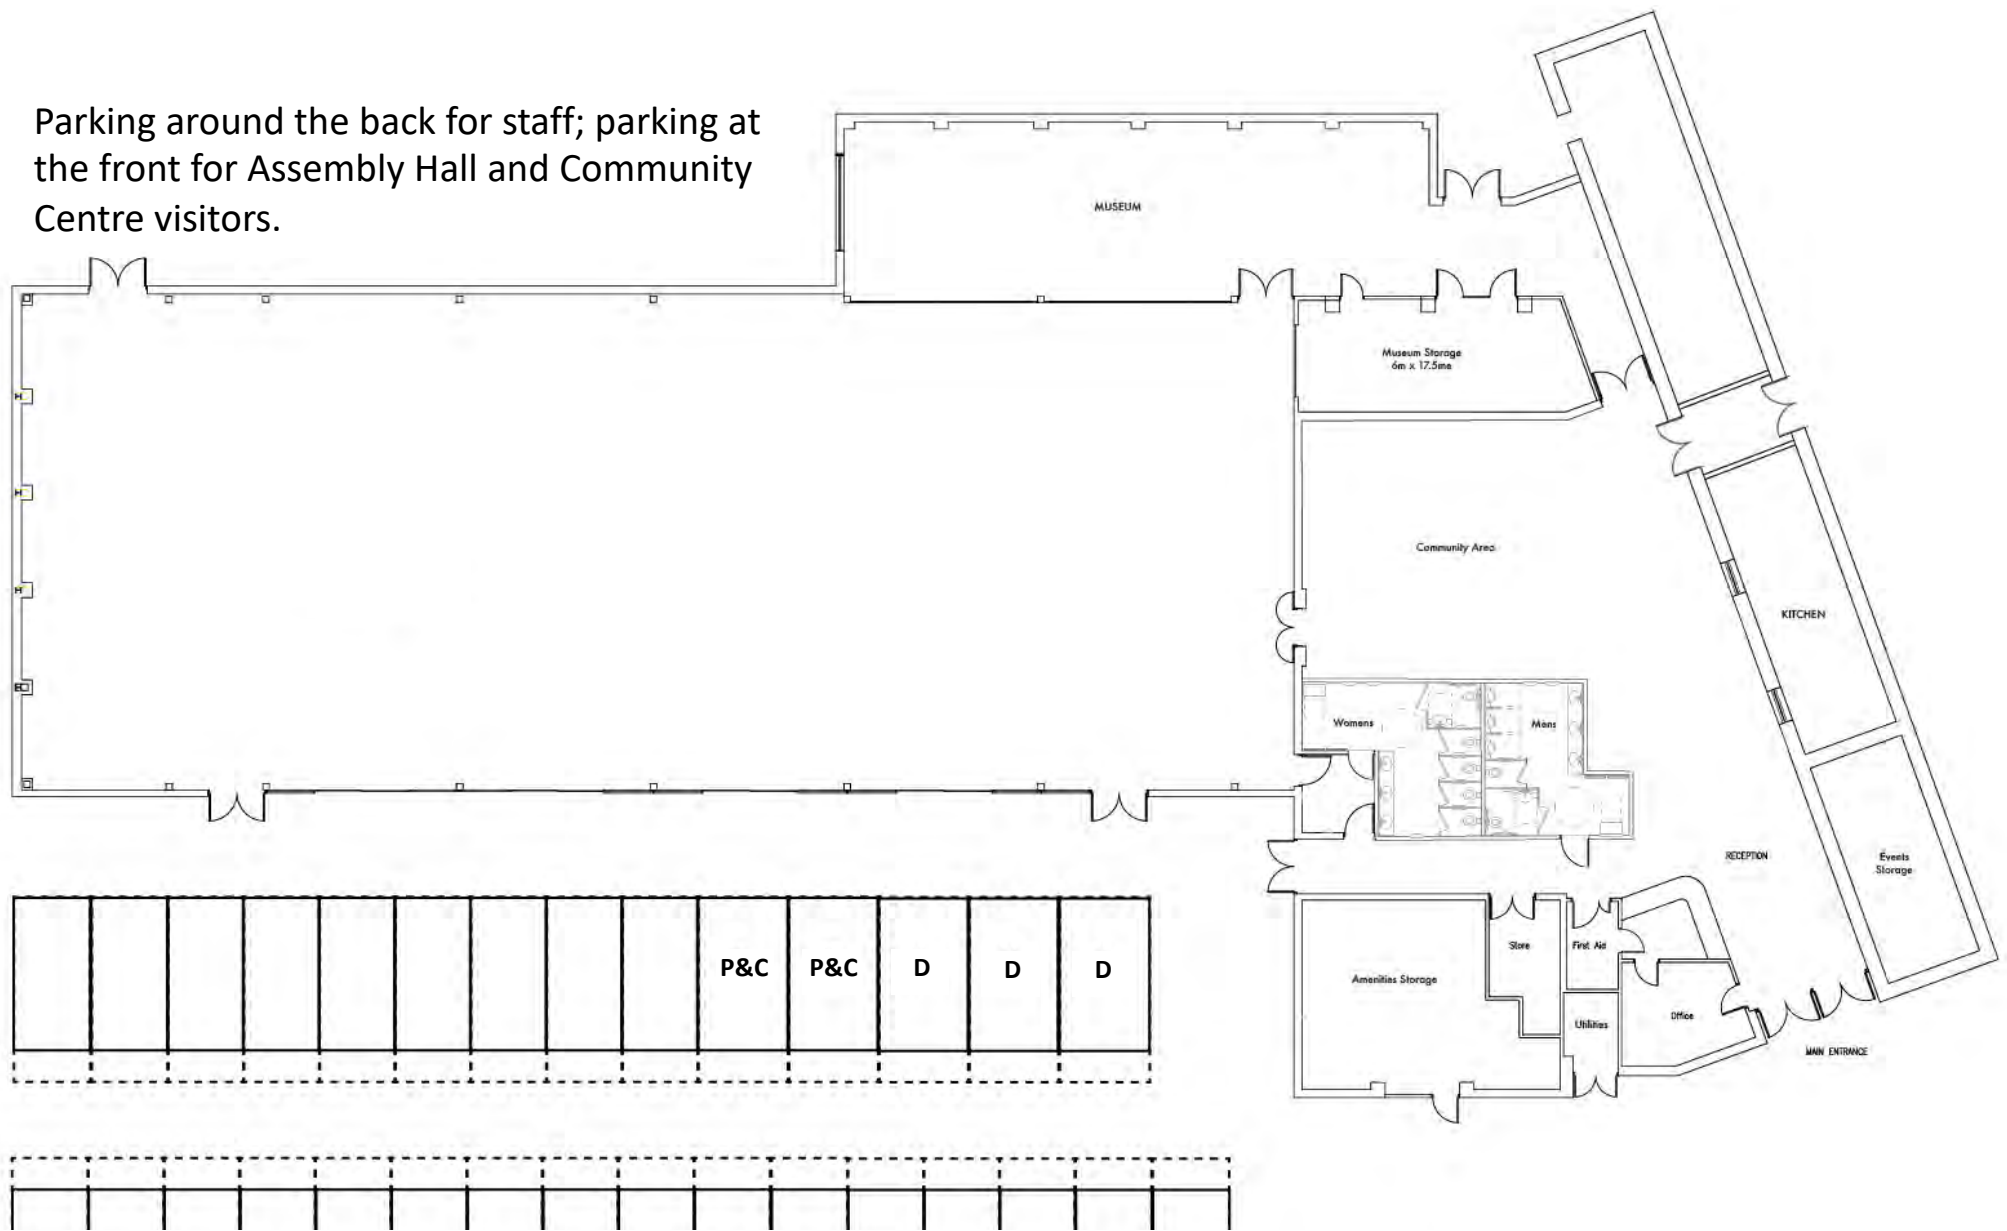 Parking around the back for staff; parking at
the front for Assembly Hall and Community
Centre visitors.
MUSEUM
Museum Storage
6m x 17.5me
Community Area
KITCHEN
Womens
Mens
RECEPTION
Events
Storage
Store
First Aid
Amenities Storage
Utilities
Office
MAIN ENTRANCE
P&C
P&C
D
D
D